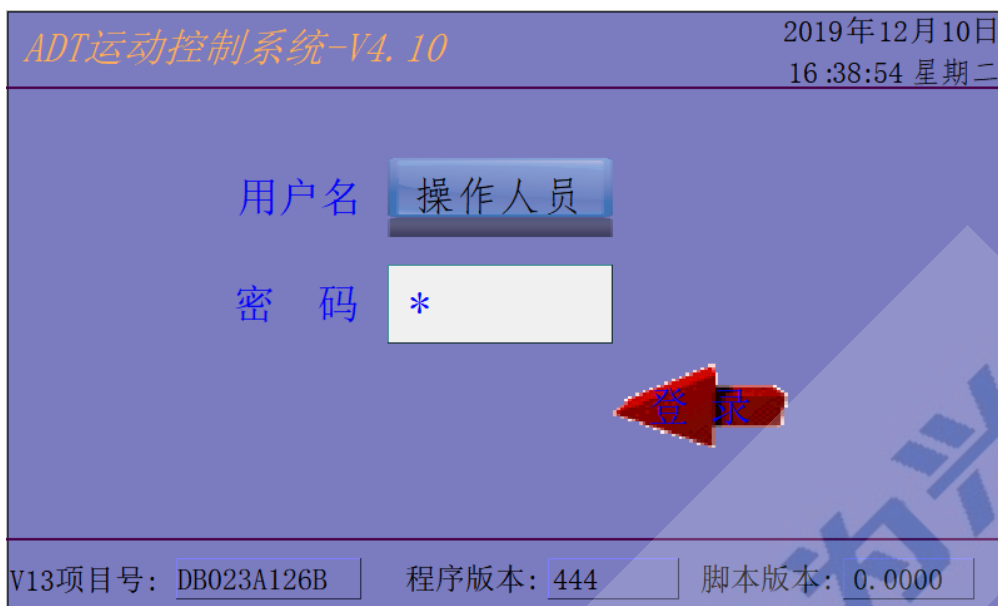 ADT运动控制系统-V4.10
2019年12月10日
16:38:54 星期二
用户名 操作人员
密 码 *
登 录
V13项目号: DB023A126B 程序版本: 444 脚本版本: 0.0000
为兴